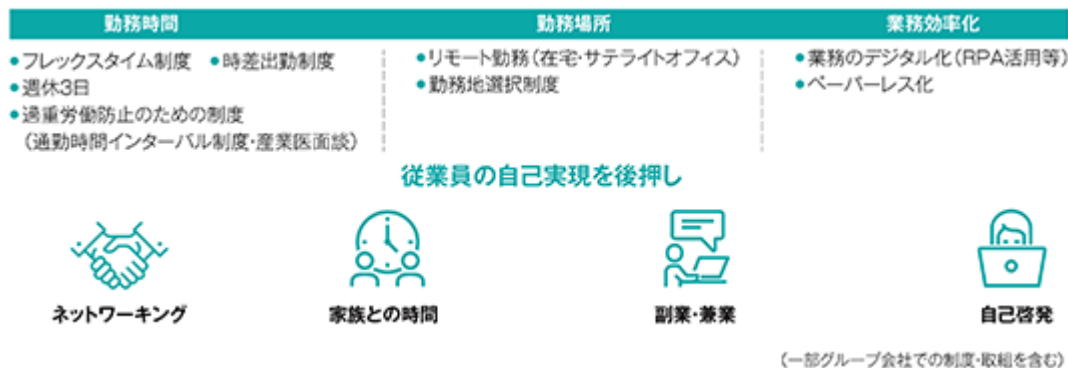 勤務時間
勤務場所
業務効率化
●フレックスタイム制度 ●時差出勤制度
●週休3日
●過重労働防止のための制度
（通勤時間インターバル制度・産業医面談）
●リモート勤務（在宅・サテライトオフィス）
●勤務地選択制度
●業務のデジタル化（RPA活用等）
●ペーパーレス化
従業員の自己実現を後押し
ネットワーキング
家族との時間
副業・兼業
自己啓発
（一部グループ会社での制度・取組を含む）